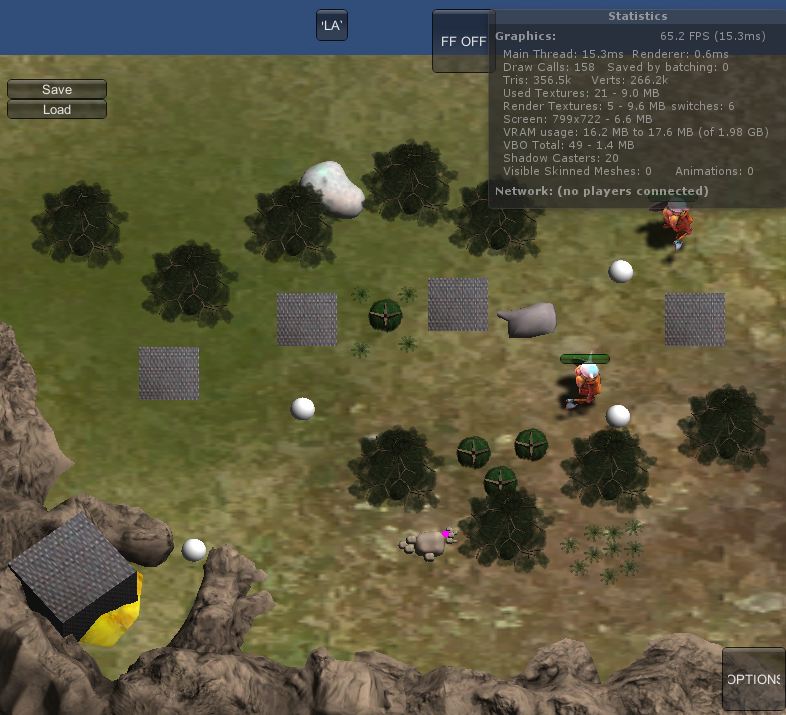 'LA'
FF OFF
Save
Load
Statistics
Graphics: 65.2 FPS (15.3ms)
Main Thread: 15.3ms Renderer: 0.6ms
Draw Calls: 158 Saved by batching: 0
Tris: 356.5k Verts: 266.2k
Used Textures: 21 - 9.0 MB
Render Textures: 5 - 9.6 MB switches: 6
Screen: 799x722 - 6.6 MB
VRAM usage: 16.2 MB to 17.6 MB (of 1.98 GB)
VBO Total: 49 - 1.4 MB
Shadow Casters: 20
Visible Skinned Meshes: 0 Animations: 0
Network: (no players connected)
OPTIONS